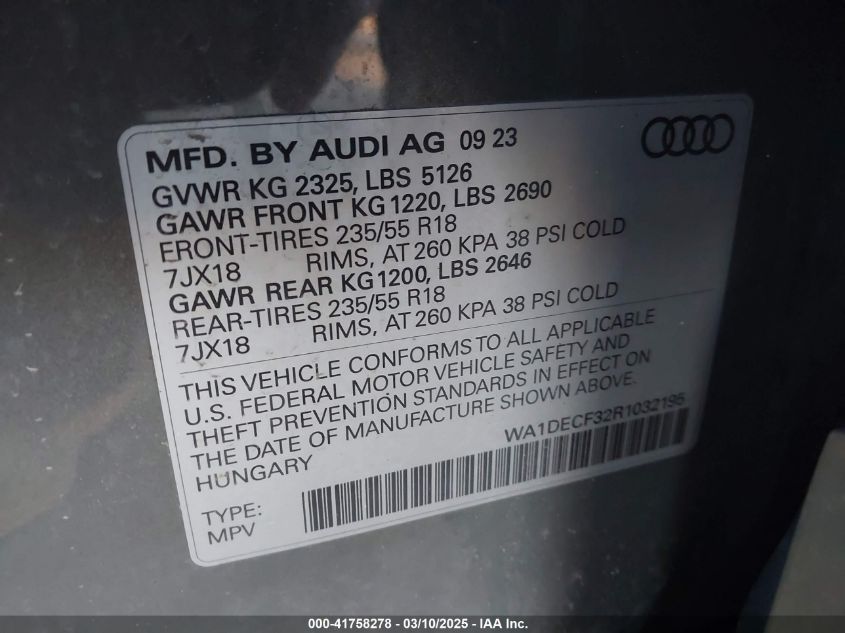 MFD. BY AUDI AG 09 23
GVWR KG 2325, LBS 5126
GAWR FRONT KG 1220, LBS 2690
FRONT-TIRES 235/55 R18
7JX18 RIMS, AT 260 KPA 38 PSI COLD
GAWR REAR KG 1200, LBS 2646
REAR-TIRES 235/55 R18
7JX18 RIMS, AT 260 KPA 38 PSI COLD
THIS VEHICLE CONFORMS TO ALL APPLICABLE
U.S. FEDERAL MOTOR VEHICLE SAFETY AND
THEFT PREVENTION STANDARDS IN EFFECT ON
THE DATE OF MANUFACTURE SHOWN ABOVE.
HUNGARY
WA1DECF32R1032195
TYPE:
MPV
000-41758278 - 03/10/2025 - IAA Inc.